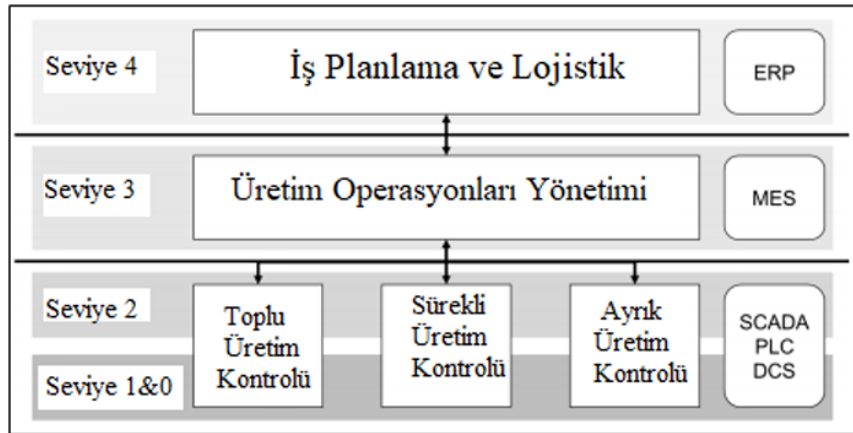 Seviye 4
İş Planlama ve Lojistik
ERP
Seviye 3
Üretim Operasyonları Yönetimi
MES
Seviye 2
Seviye 1&0
Toplu
Üretim
Kontrolü
Sürekli
Üretim
Kontrolü
Ayrık
Üretim
Kontrolü
SCADA
PLC
DCS